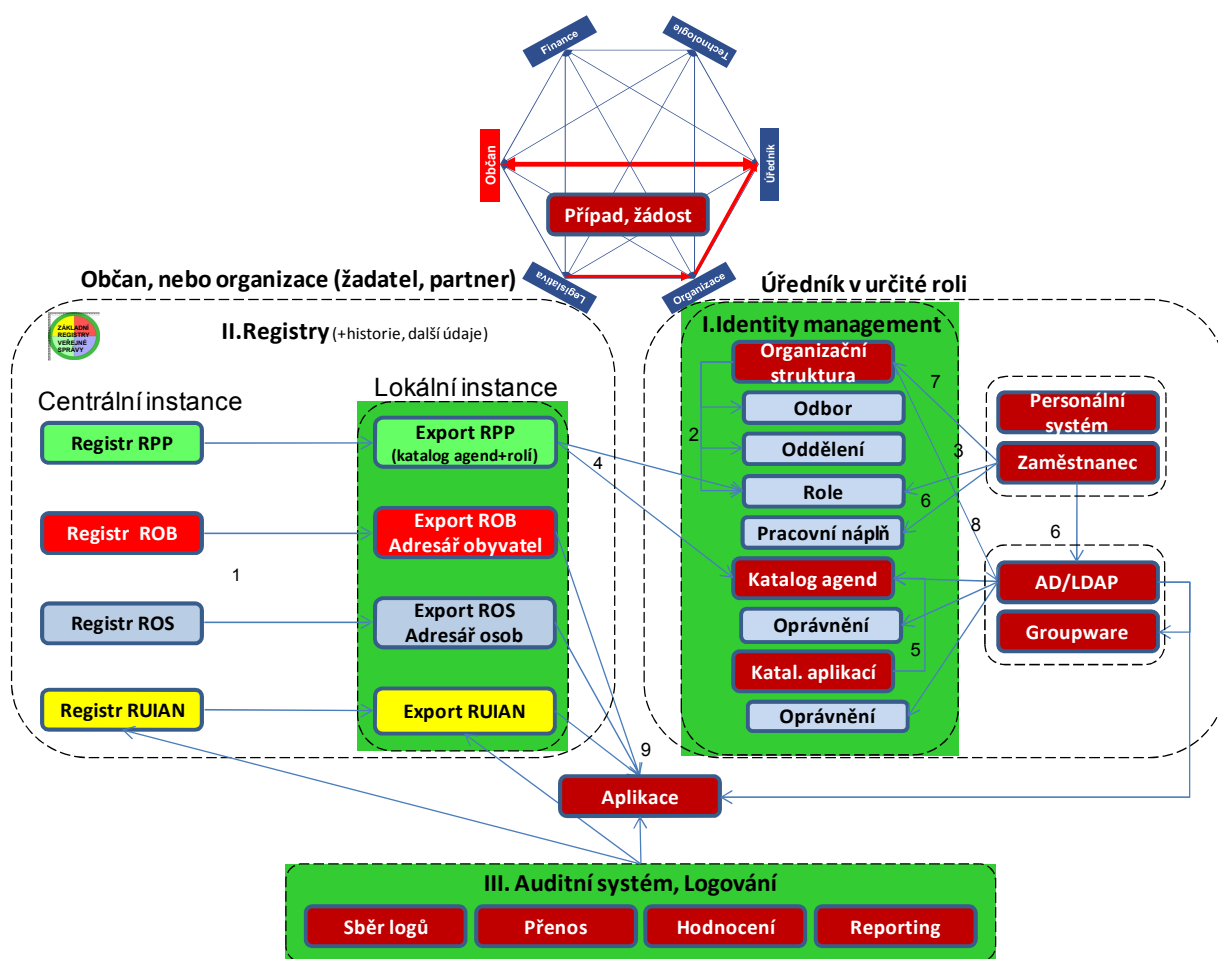 Finance
Technologie
Občan
Úředník
Případ, žádost
Legislativa
Organizace
Občan, nebo organizace (žadatel, partner)
Úředník v určité roli
ZÁKLADNÍ
REGISTRY
VEŘEJNÉ
SPRÁVY
II.Registry (+historie, další údaje)
Centrální instance
Lokální instance
Registr RPP
Export RPP
(katalog agend+rolí)
4
Registr ROB
Export ROB
Adresář obyvatel
1
Registr ROS
Export ROS
Adresář osob
Registr RUIAN
Export RUIAN
I.Identity management
Organizační
struktura
7
Odbor
2
Oddělení
3
Role
6
Pracovní náplň
8
Katalog agend
Oprávnění
5
Katal. aplikací
Oprávnění
Personální
systém
Zaměstnanec
6
AD/LDAP
Groupware
9
Aplikace
III. Auditní systém, Logování
Sběr logů
Přenos
Hodnocení
Reporting